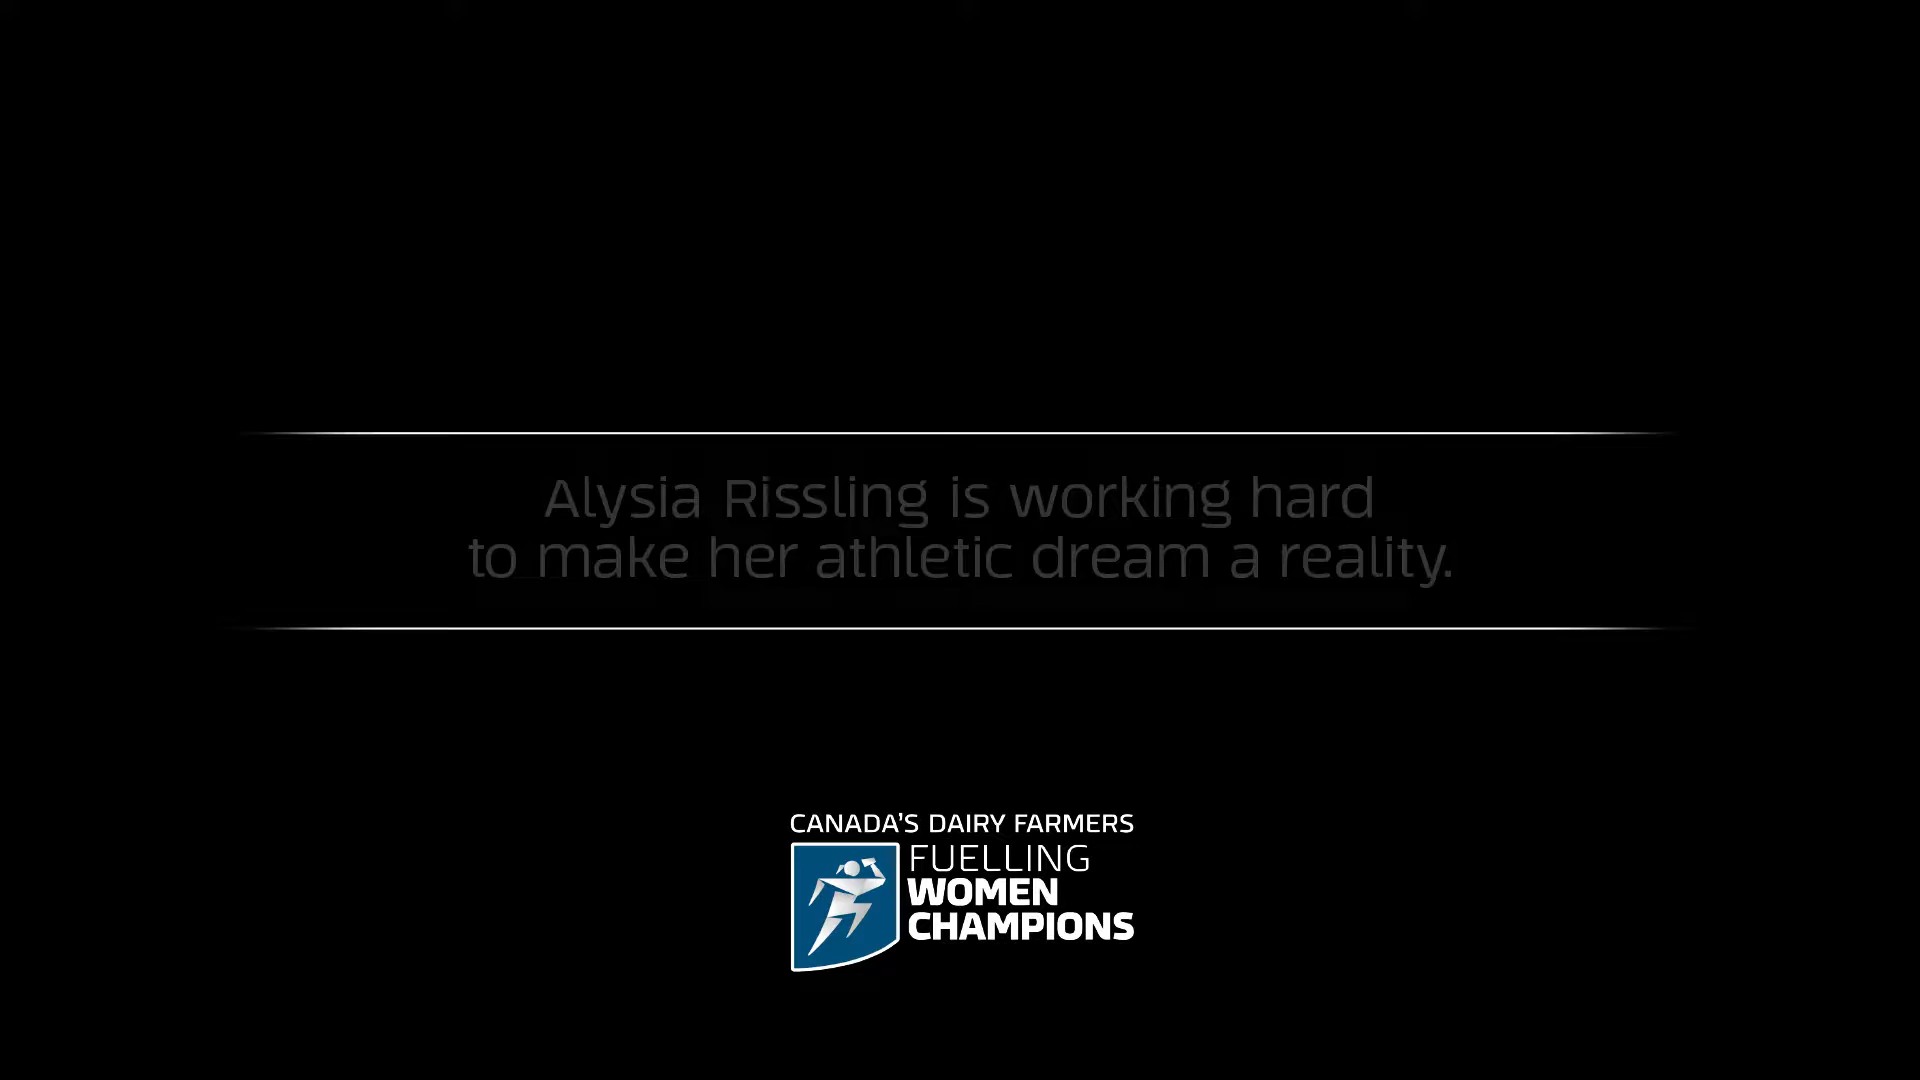 Alysia Rissling is working hard
to make her athletic dream a reality.
CANADA'S DAIRY FARMERS
FUELLING
WOMEN
CHAMPIONS